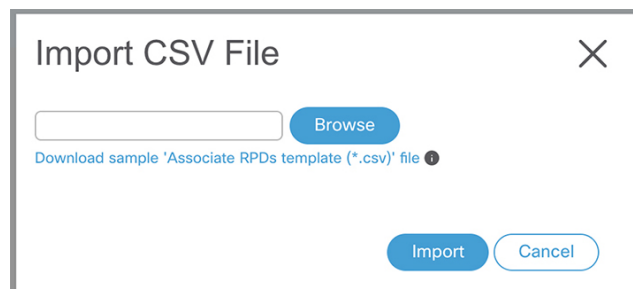 Import CSV File
Browse
Download sample 'Associate RPDs template (*.csv)' file
Import Cancel